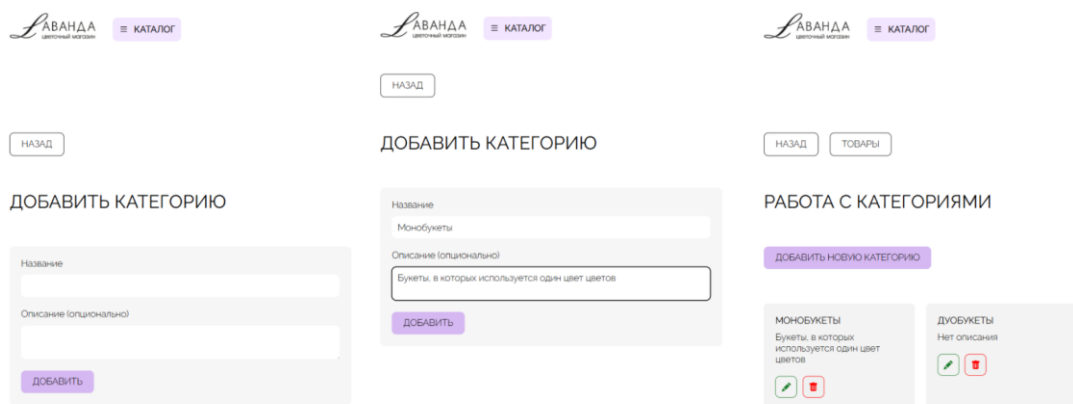 ЛАВАНДА
цветочный магазин
≡ КАТАЛОГ
НАЗАД
ДОБАВИТЬ КАТЕГОРИЮ
Название
Описание (опционально)
ДОБАВИТЬ
ЛАВАНДА
цветочный магазин
≡ КАТАЛОГ
НАЗАД
ДОБАВИТЬ КАТЕГОРИЮ
Название
Монобукеты
Описание (опционально)
Букеты, в которых используется один цвет цветов
ДОБАВИТЬ
ЛАВАНДА
цветочный магазин
≡ КАТАЛОГ
НАЗАД ТОВАРЫ
РАБОТА С КАТЕГОРИЯМИ
ДОБАВИТЬ НОВУЮ КАТЕГОРИЮ
МОНОБУКЕТЫ
Букеты, в которых
используется один цвет
цветов
ДУОБУКЕТЫ
Нет описания